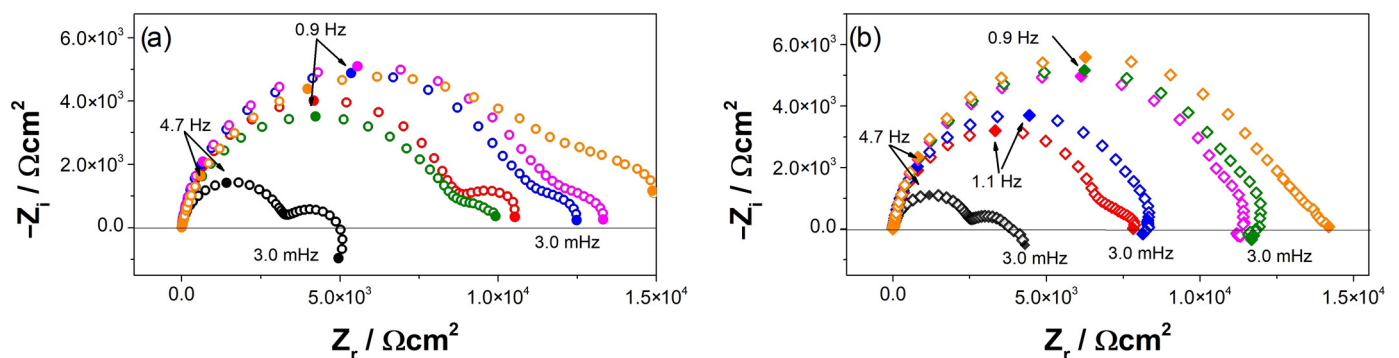 (a)
6.0×10³
4.0×10³
2.0×10³
0.0
−Zᵢ / Ωcm²
0.9 Hz
4.7 Hz
3.0 mHz
3.0 mHz
0.0
5.0×10³
1.0×10⁴
1.5×10⁴
Zᵣ / Ωcm²
(b)
6.0×10³
4.0×10³
2.0×10³
0.0
−Zᵢ / Ωcm²
0.9 Hz
4.7 Hz
1.1 Hz
3.0 mHz
3.0 mHz
3.0 mHz
0.0
5.0×10³
1.0×10⁴
1.5×10⁴
Zᵣ / Ωcm²